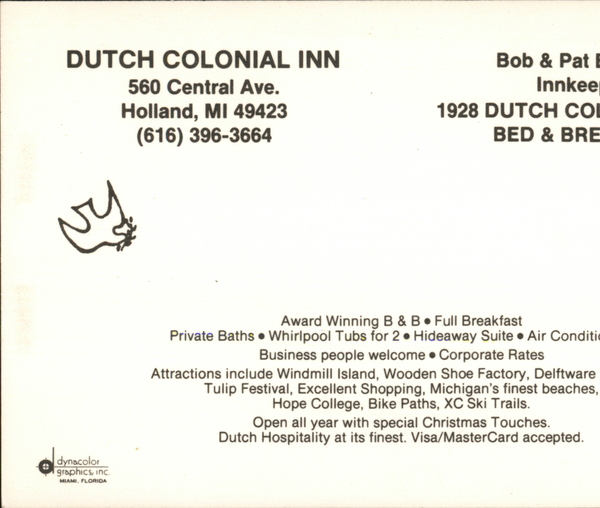 DUTCH COLONIAL INN
560 Central Ave.
Holland, MI 49423
(616) 396-3664
Bob & Pat
Innkeep
1928 DUTCH COL
BED & BRE
Award Winning B & B • Full Breakfast
Private Baths • Whirlpool Tubs for 2 • Hideaway Suite • Air Conditio
Business people welcome • Corporate Rates
Attractions include Windmill Island, Wooden Shoe Factory, Delftware
Tulip Festival, Excellent Shopping, Michigan's finest beaches,
Hope College, Bike Paths, XC Ski Trails.
Open all year with special Christmas Touches.
Dutch Hospitality at its finest. Visa/MasterCard accepted.
dynacolor
graphics, inc.
MIAMI, FLORIDA